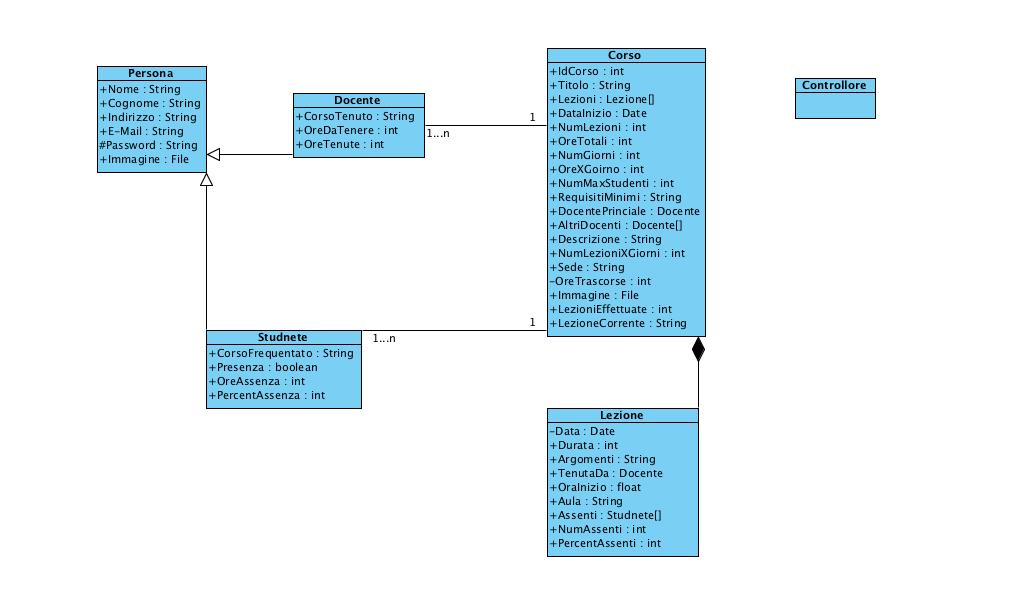 Persona
+Nome : String
+Cognome : String
+Indirizzo : String
+E-Mail : String
#Password : String
+Immagine : File
Docente
+CorsoTenuto : String
+OreDaTenere : int
+OreTenute : int
1...n
1
Corso
+IdCorso : int
+Titolo : String
+Lezioni : Lezione[]
+DataInizio : Date
+NumLezioni : int
+OreTotali : int
+NumGiorni : int
+OreXGoirno : int
+NumMaxStudenti : int
+RequisitiMinimi : String
+DocentePrinciale : Docente
+AltriDocenti : Docente[]
+Descrizione : String
+NumLezioniXGiorni : int
+Sede : String
-OreTrascorse : int
+Immagine : File
+LezioniEffettuate : int
+LezioneCorrente : String
Controllore
Studnete
+CorsoFrequentato : String
+Presenza : boolean
+OreAssenza : int
+PercentAssenza : int
1...n
1
Lezione
-Data : Date
+Durata : int
+Argomenti : String
+TenutaDa : Docente
+OraInizio : float
+Aula : String
+Assenti : Studnete[]
+NumAssenti : int
+PercentAssenti : int